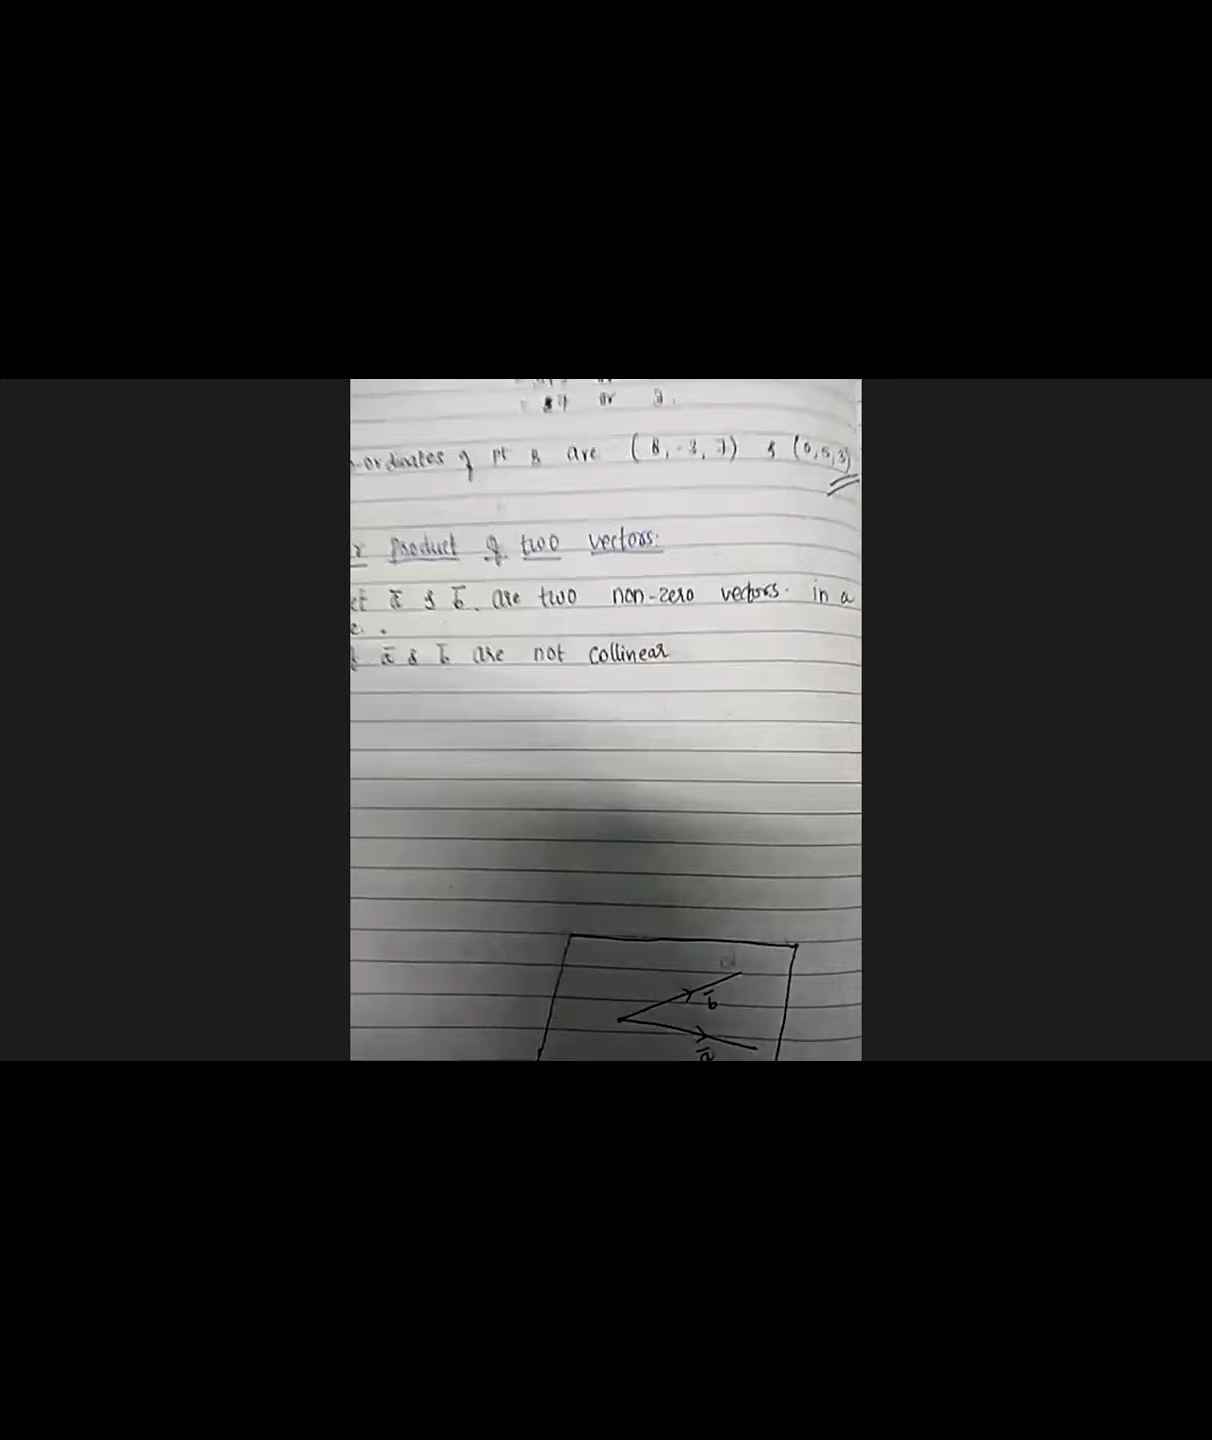 or 2.
-ordinates of pt B are (8, -3, 7) & (0,5,3)
r product of two vectors:
et a̅ & b̅. are two non-zero vectors. in a
e.
f a̅ & b̅ are not collinear
b̅
a̅